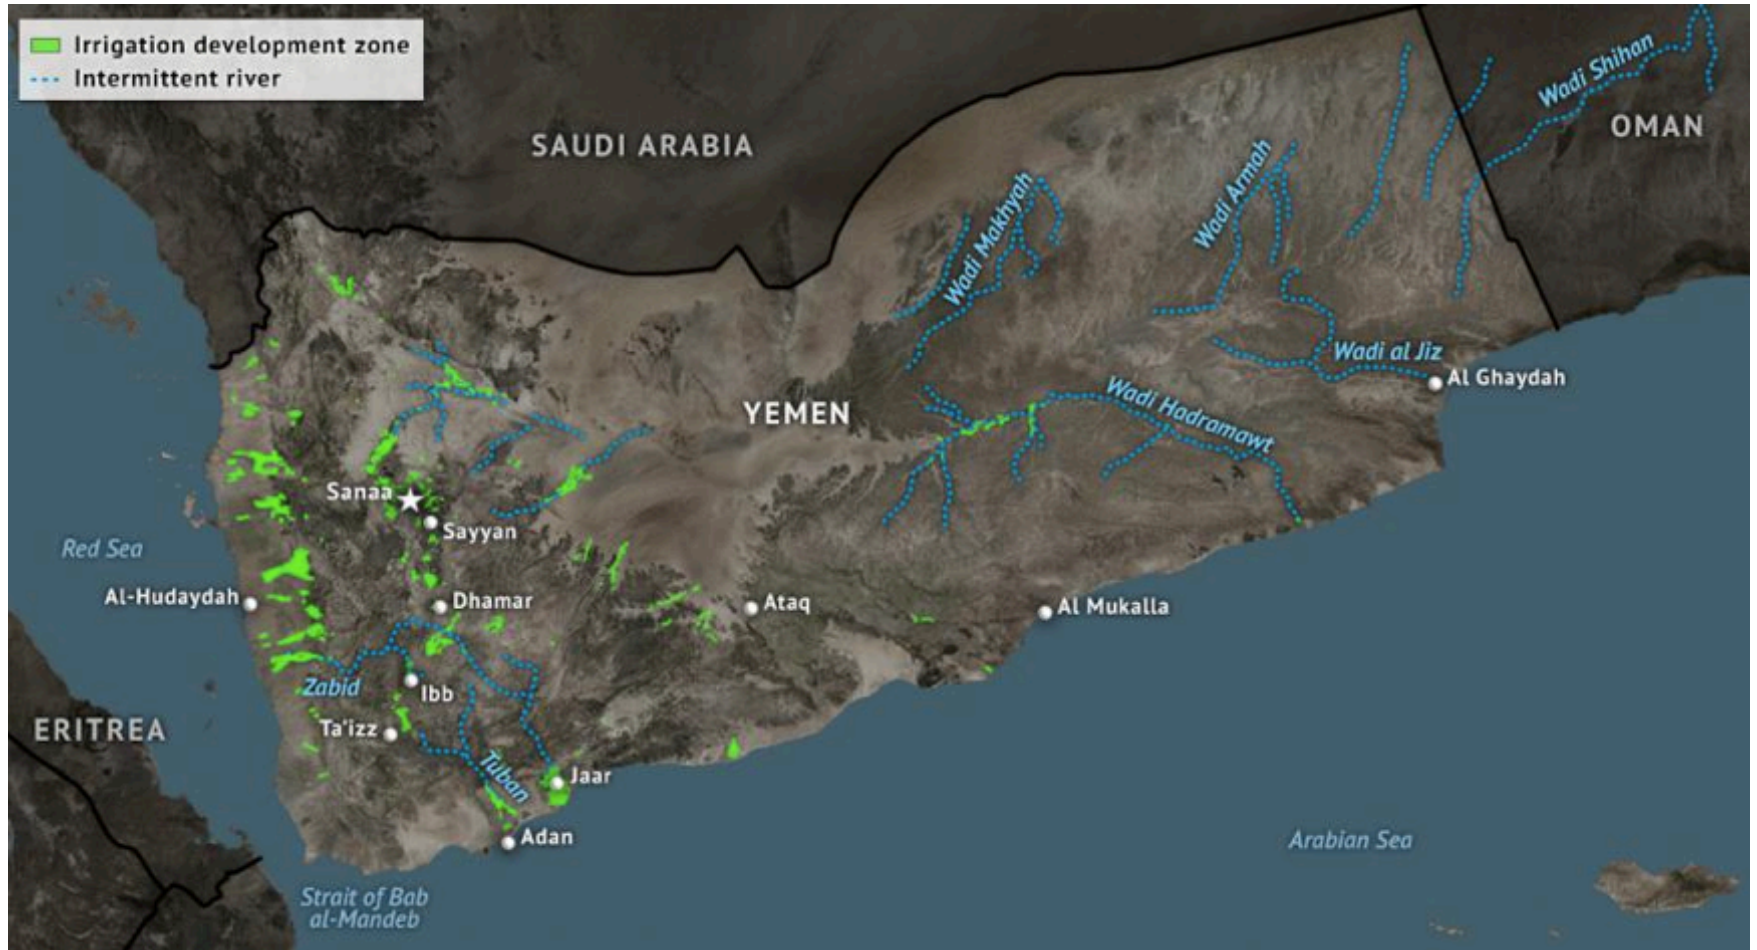 Irrigation development zone
Intermittent river
SAUDI ARABIA
Wadi Shihan
OMAN
Wadi Makhyah
Wadi Armah
Wadi al Jiz
Al Ghaydah
YEMEN
Wadi Hadramawt
Sanaa
Sayyan
Red Sea
Al-Hudaydah
Dhamar
Ataq
Al Mukalla
Zabid
Ibb
ERITREA
Ta'izz
Tuban
Jaar
Adan
Arabian Sea
Strait of Bab
al-Mandeb